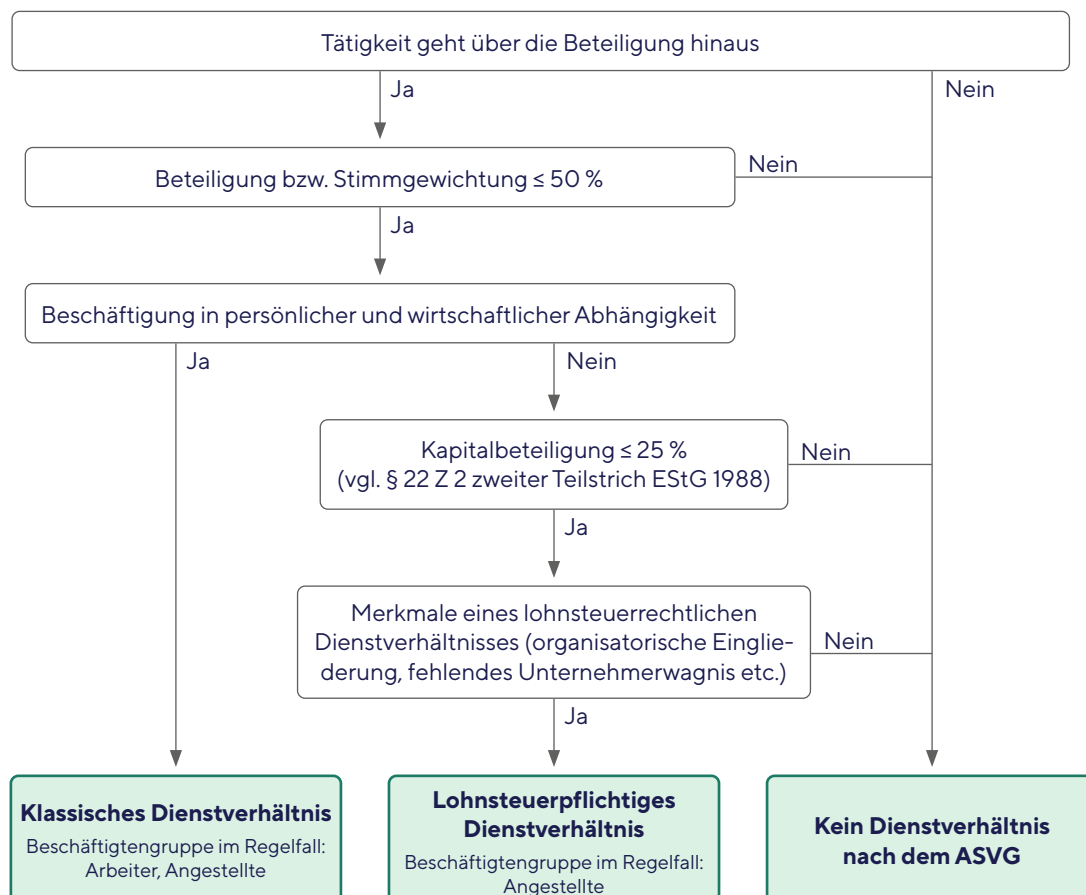 Tätigkeit geht über die Beteiligung hinaus
Ja
Nein
Beteiligung bzw. Stimmgewichtung ≤ 50 %
Nein
Ja
Beschäftigung in persönlicher und wirtschaftlicher Abhängigkeit
Ja
Nein
Kapitalbeteiligung ≤ 25 %
(vgl. § 22 Z 2 zweiter Teilstrich EStG 1988)
Nein
Ja
Merkmale eines lohnsteuerrechtlichen
Dienstverhältnisses (organisatorische Einglie-
derung, fehlendes Unternehmerwagnis etc.)
Nein
Ja
Klassisches Dienstverhältnis
Beschäftigtengruppe im Regelfall:
Arbeiter, Angestellte
Lohnsteuerpflichtiges
Dienstverhältnis
Beschäftigtengruppe im Regelfall:
Angestellte
Kein Dienstverhältnis
nach dem ASVG